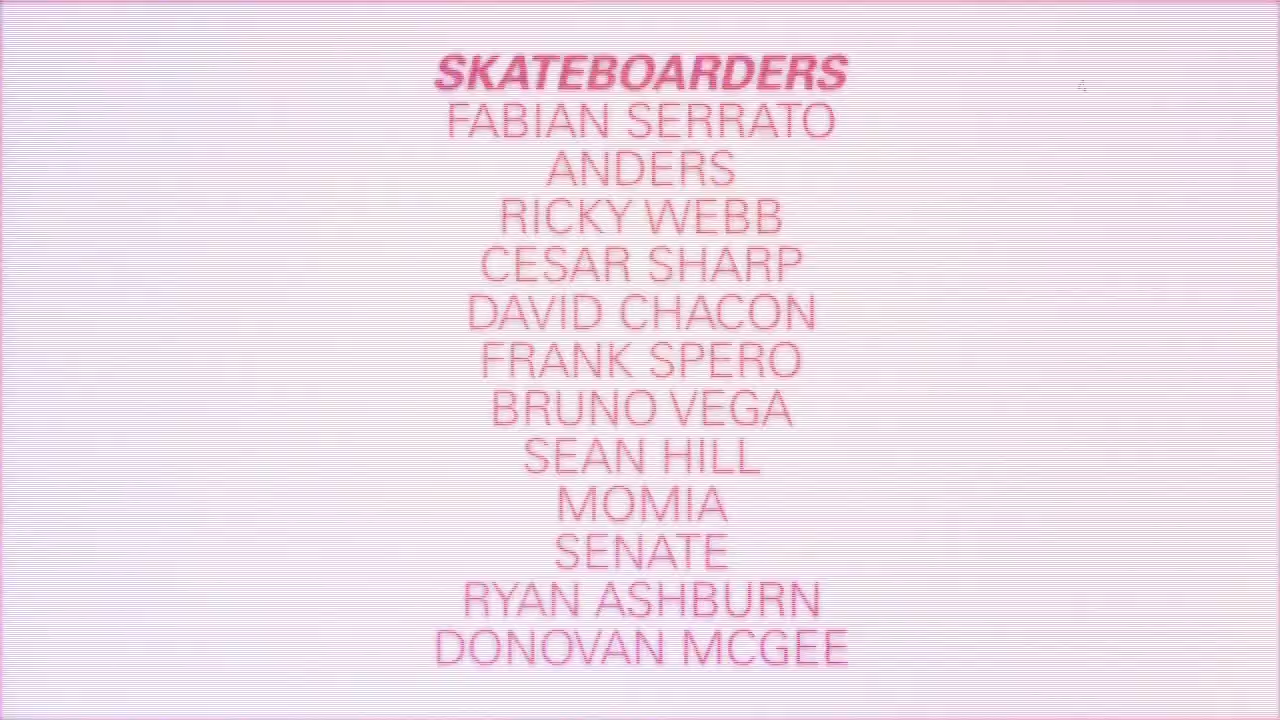 SKATEBOARDERS
FABIAN SERRATO
ANDERS
RICKY WEBB
CESAR SHARP
DAVID CHACON
FRANK SPERO
BRUNO VEGA
SEAN HILL
MOMIA
SENATE
RYAN ASHBURN
DONOVAN MCGEE